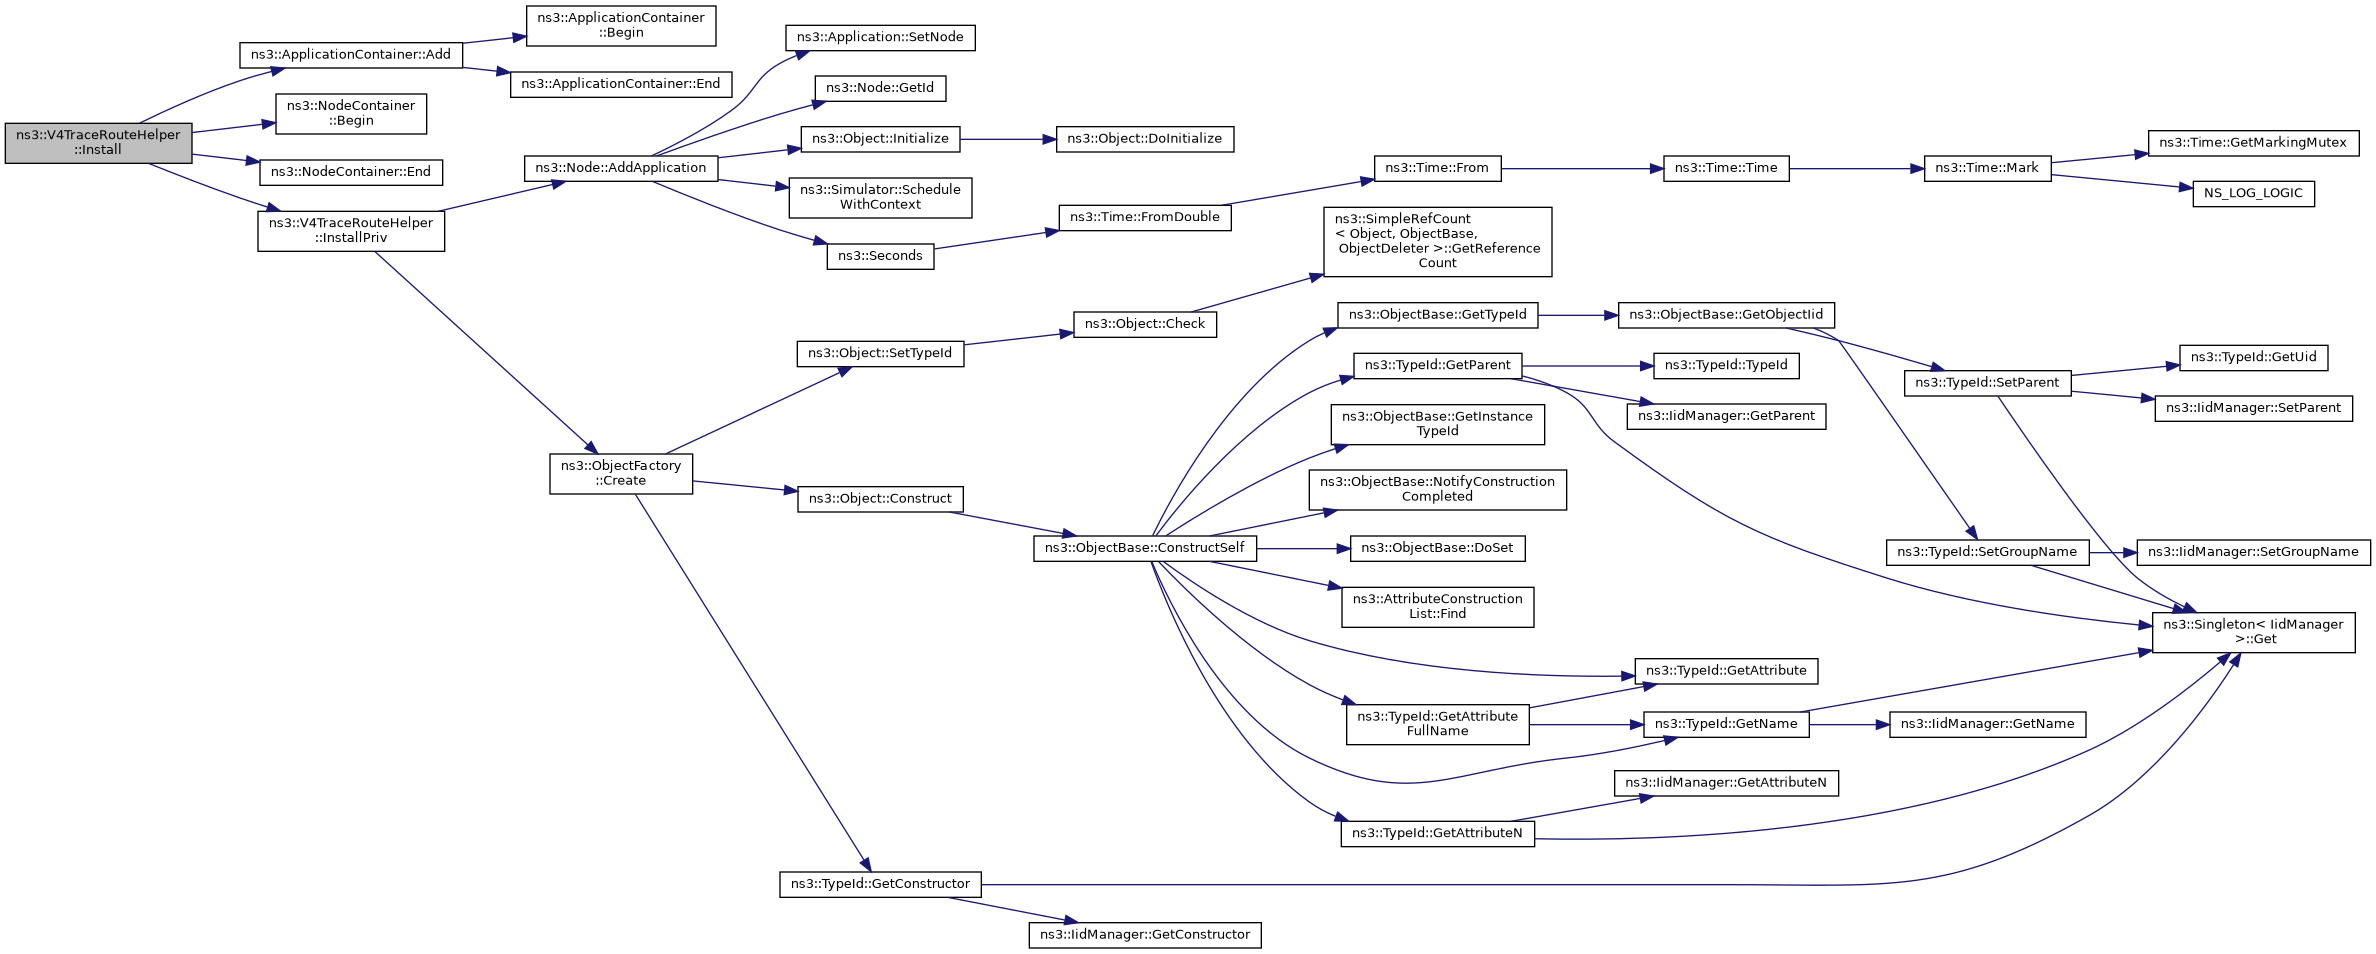 ns3::V4TraceRouteHelper
::Install
ns3::ApplicationContainer::Add
ns3::ApplicationContainer
::Begin
ns3::ApplicationContainer::End
ns3::NodeContainer
::Begin
ns3::NodeContainer::End
ns3::V4TraceRouteHelper
::InstallPriv
ns3::Node::AddApplication
ns3::Application::SetNode
ns3::Node::GetId
ns3::Object::Initialize
ns3::Object::DoInitialize
ns3::Simulator::Schedule
WithContext
ns3::Seconds
ns3::Time::FromDouble
ns3::Time::From
ns3::Time::Time
ns3::Time::Mark
ns3::Time::GetMarkingMutex
NS_LOG_LOGIC
ns3::ObjectFactory
::Create
ns3::Object::SetTypeId
ns3::Object::Check
ns3::SimpleRefCount
< Object, ObjectBase,
ObjectDeleter >::GetReference
Count
ns3::Object::Construct
ns3::ObjectBase::ConstructSelf
ns3::ObjectBase::GetTypeId
ns3::ObjectBase::GetObjectIid
ns3::TypeId::GetParent
ns3::TypeId::TypeId
ns3::IidManager::GetParent
ns3::TypeId::SetParent
ns3::TypeId::GetUid
ns3::IidManager::SetParent
ns3::ObjectBase::GetInstance
TypeId
ns3::ObjectBase::NotifyConstruction
Completed
ns3::ObjectBase::DoSet
ns3::AttributeConstruction
List::Find
ns3::TypeId::SetGroupName
ns3::IidManager::SetGroupName
ns3::Singleton< IidManager
>::Get
ns3::TypeId::GetAttribute
ns3::TypeId::GetAttribute
FullName
ns3::TypeId::GetName
ns3::IidManager::GetName
ns3::IidManager::GetAttributeN
ns3::TypeId::GetAttributeN
ns3::TypeId::GetConstructor
ns3::IidManager::GetConstructor